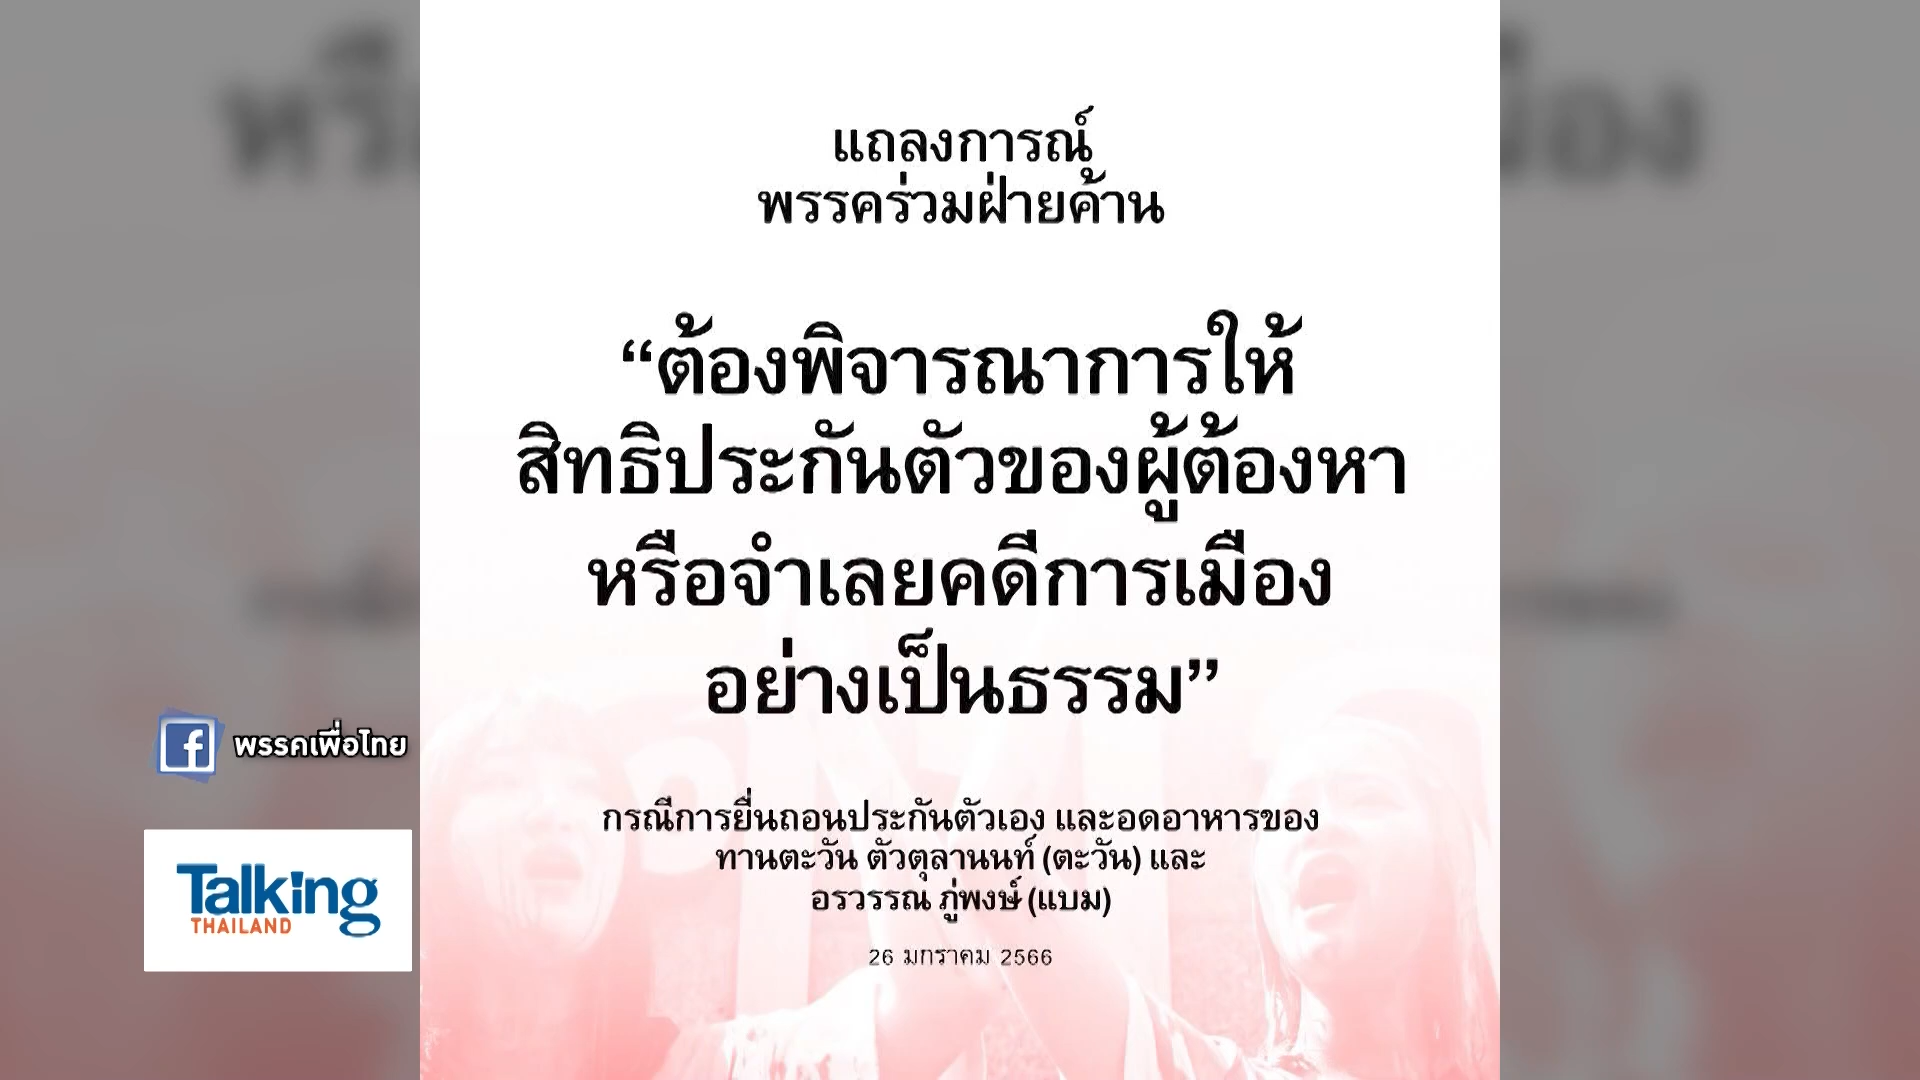 แถลงการณ์
พรรคร่วมฝ่ายค้าน
“ต้องพิจารณาการให้
สิทธิประกันตัวของผู้ต้องหา
หรือจำเลยคดีการเมือง
อย่างเป็นธรรม”
กรณีการยื่นถอนประกันตัวเอง และอดอาหารของ
ทานตะวัน ตัวตุลานนท์ (ตะวัน) และ
อรวรรณ ภู่พงษ์ (แบม)
26 มกราคม 2566
f พรรคเพื่อไทย
Talking
THAILAND